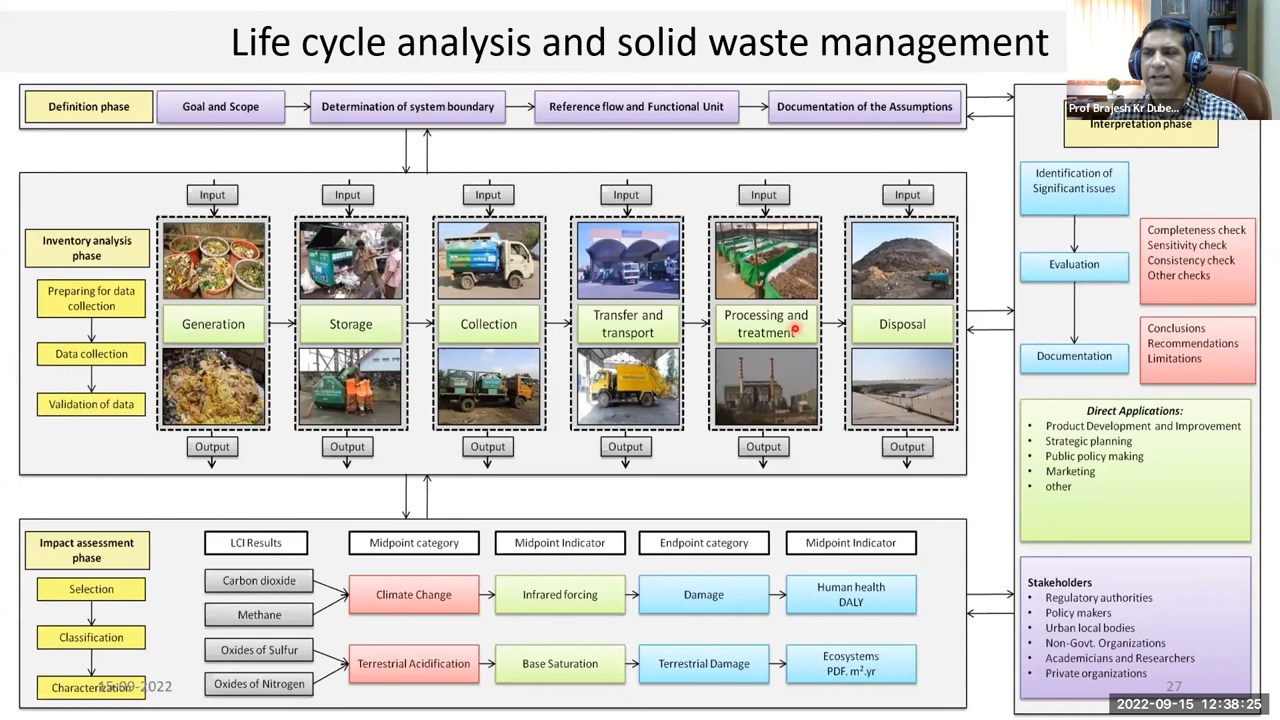 Life cycle analysis and solid waste management
Prof Brajesh Kr Dube...
Definition phase
Goal and Scope
Determination of system boundary
Reference flow and Functional Unit
Documentation of the Assumptions
Interpretation phase
Inventory analysis
phase
Preparing for data
collection
Data collection
Validation of data
Input
Input
Input
Input
Input
Input
Generation
Storage
Collection
Transfer and
transport
Processing and
treatment
Disposal
Output
Output
Output
Output
Output
Output
Identification of
Significant issues
Evaluation
Documentation
Completeness check
Sensitivity check
Consistency check
Other checks
Conclusions
Recommendations
Limitations
Direct Applications:
• Product Development and Improvement
• Strategic planning
• Public policy making
• Marketing
• other
Impact assessment
phase
Selection
Classification
Characterization
LCI Results
Midpoint category
Midpoint Indicator
Endpoint category
Midpoint Indicator
Carbon dioxide
Methane
Climate Change
Infrared forcing
Damage
Human health
DALY
Oxides of Sulfur
Oxides of Nitrogen
Terrestrial Acidification
Base Saturation
Terrestrial Damage
Ecosystems
PDF. m².yr
Stakeholders
• Regulatory authorities
• Policy makers
• Urban local bodies
• Non-Govt. Organizations
• Academicians and Researchers
• Private organizations
15-09-2022
27
2022-09-15 12:38:25